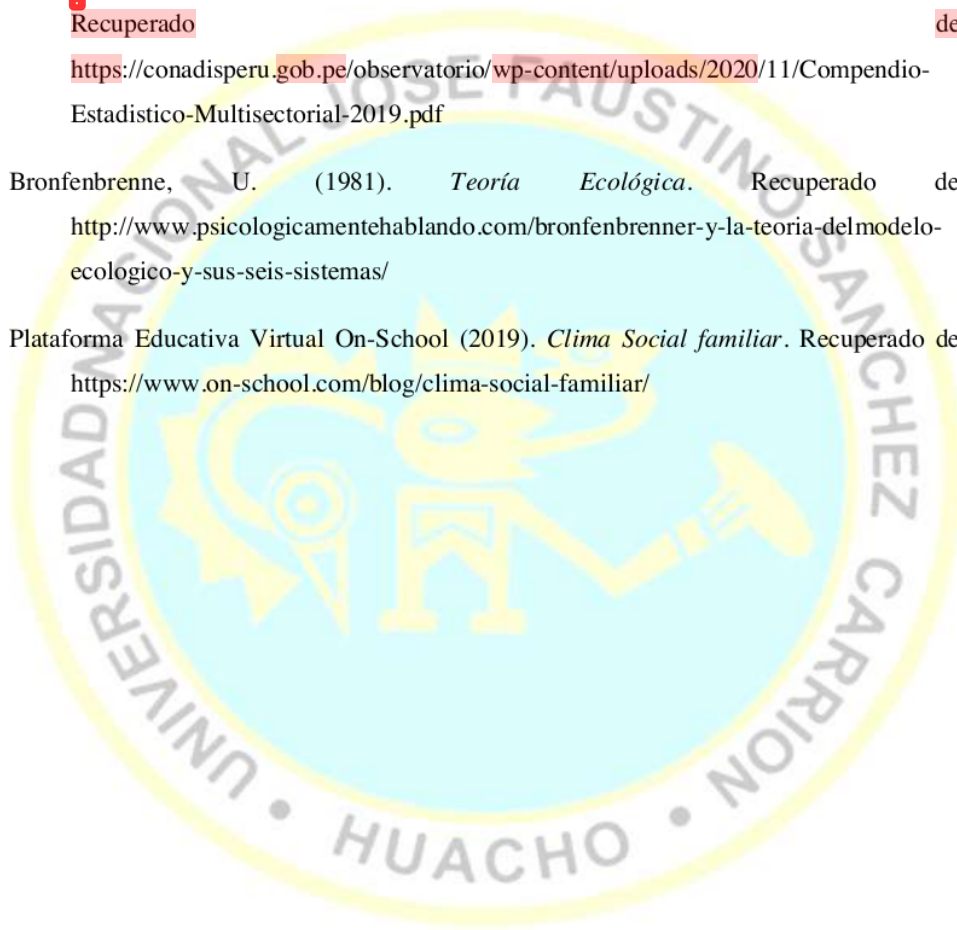 Recuperado de
https://conadisperu.gob.pe/observatorio/wp-content/uploads/2020/11/Compendio-
Estadistico-Multisectorial-2019.pdf
Bronfenbrenne, U. (1981). Teoría Ecológica. Recuperado de
http://www.psicologicamentehablando.com/bronfenbrenner-y-la-teoria-delmodelo-
ecologico-y-sus-seis-sistemas/
Plataforma Educativa Virtual On-School (2019). Clima Social familiar. Recuperado de
https://www.on-school.com/blog/clima-social-familiar/
UNIVERSIDAD NACIONAL JOSE FAUSTINO SANCHEZ CARRION • HUACHO •